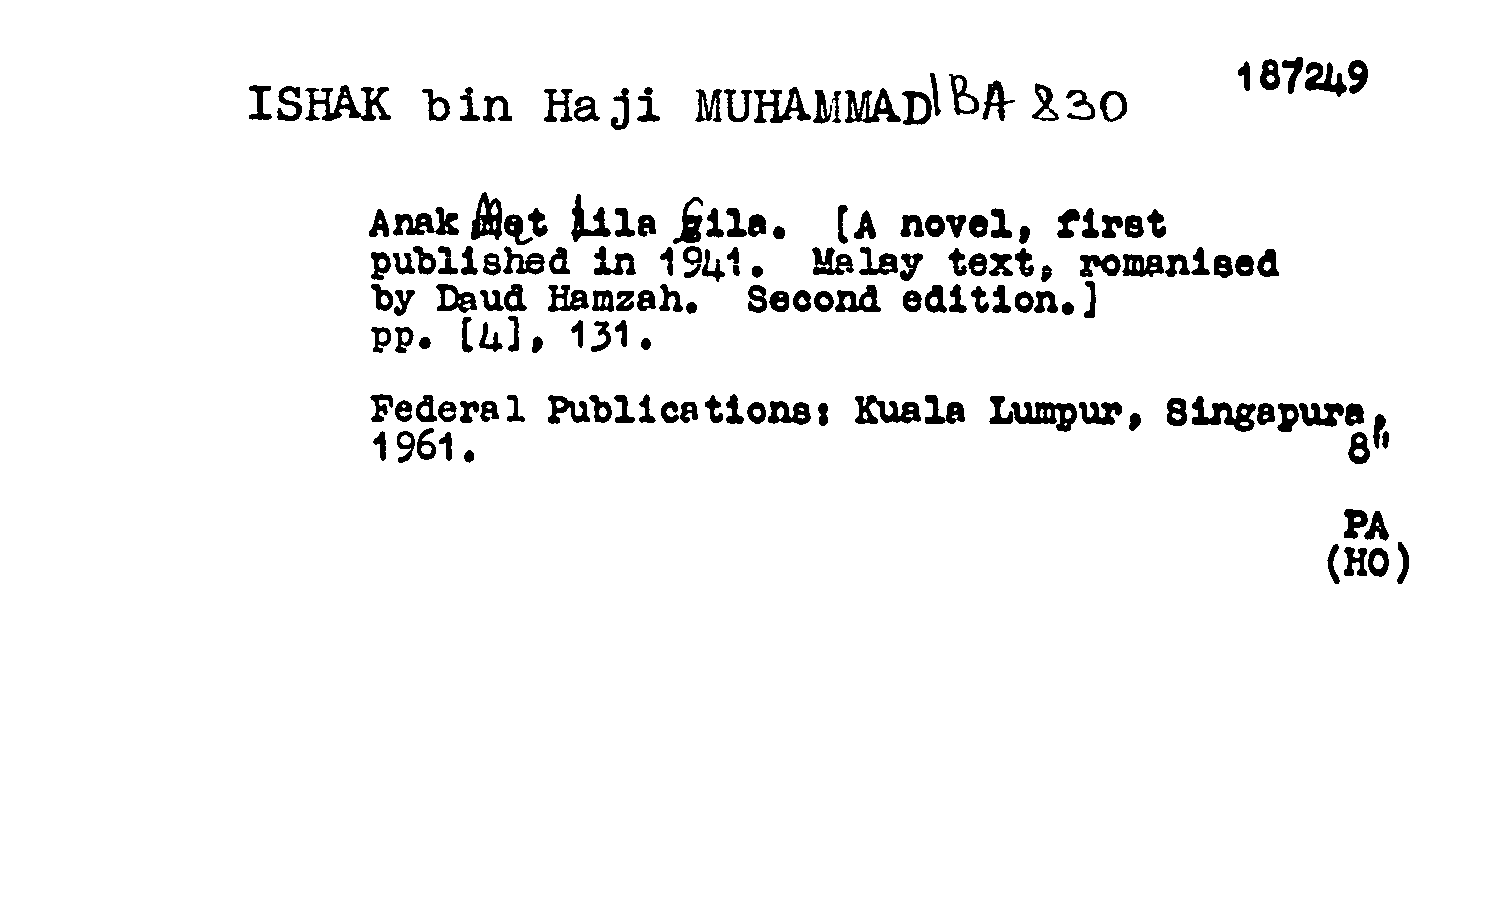 187249
ISHAK bin Haji MUHAMMAD | BA 830
Anak Mat Lila Gila. [A novel, first
published in 1941. Malay text, romanised
by Daud Hamzah. Second edition.]
pp. [4], 131.
Federal Publications: Kuala Lumpur, Singapura,
1961. 8"
PA
(HO)